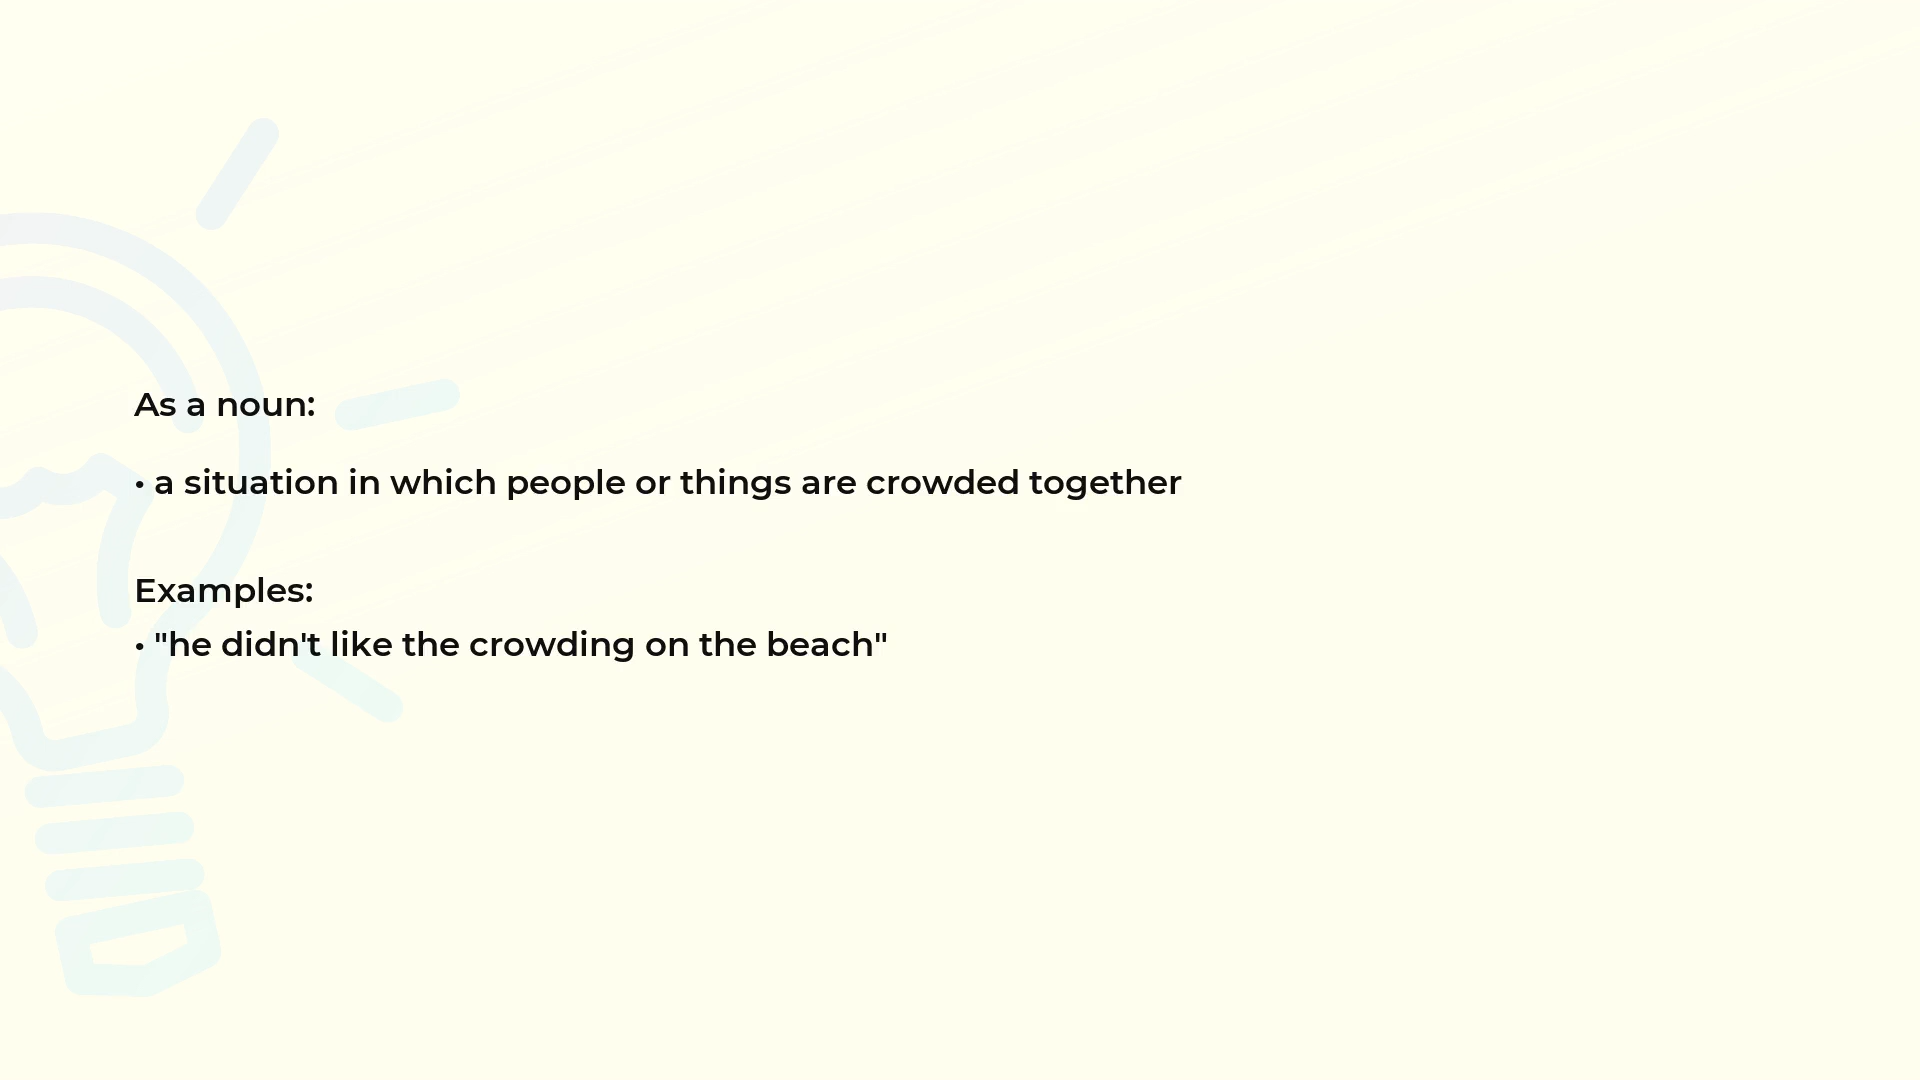 As a noun:
• a situation in which people or things are crowded together
Examples:
• "he didn't like the crowding on the beach"